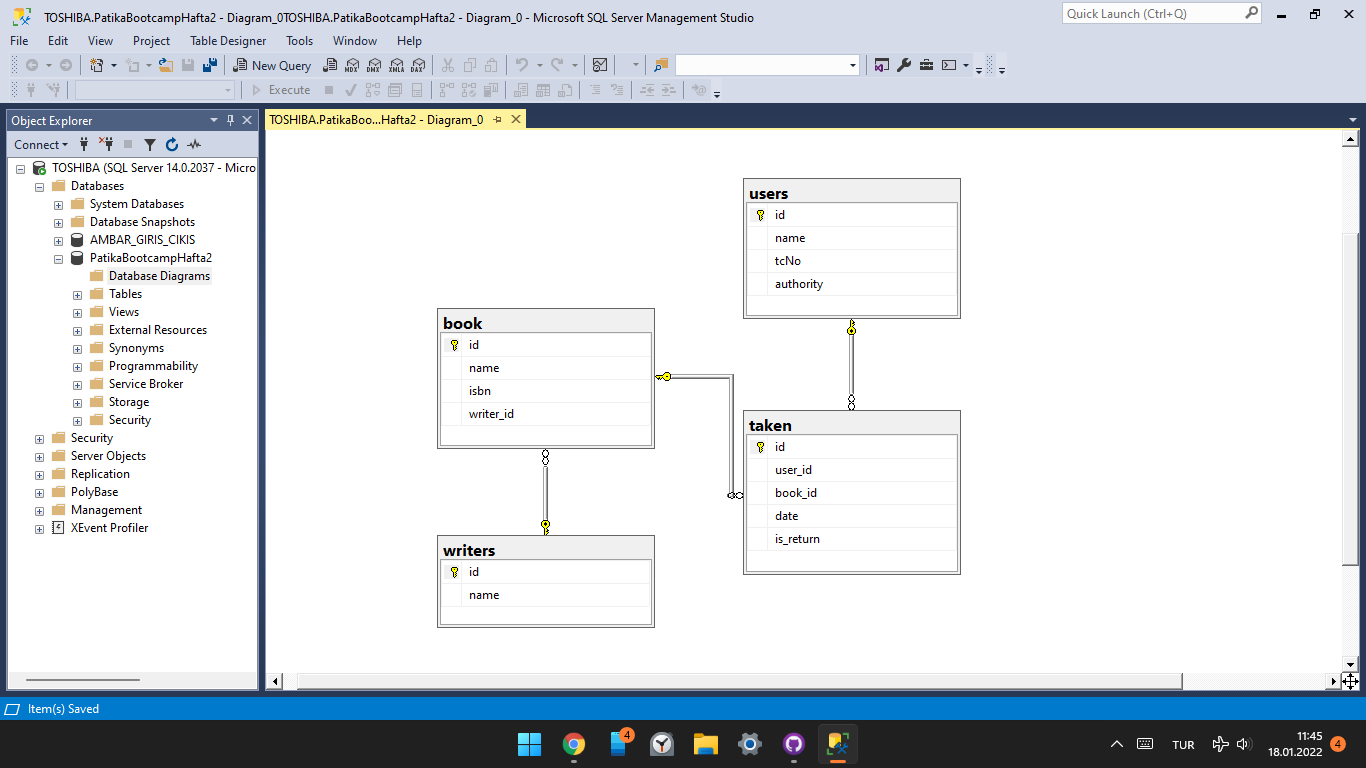 TOSHIBA.PatikaBootcampHafta2 - Diagram_0TOSHIBA.PatikaBootcampHafta2 - Diagram_0 - Microsoft SQL Server Management Studio
Quick Launch (Ctrl+Q)
File Edit View Project Table Designer Tools Window Help
New Query MDX DMX XMLA DAX
Execute
Object Explorer
TOSHIBA.PatikaBoo...Hafta2 - Diagram_0
Connect
TOSHIBA (SQL Server 14.0.2037 - Micro
Databases
System Databases
Database Snapshots
AMBAR_GIRIS_CIKIS
PatikaBootcampHafta2
Database Diagrams
Tables
Views
External Resources
Synonyms
Programmability
Service Broker
Storage
Security
Security
Server Objects
Replication
PolyBase
Management
XEvent Profiler
users
id
name
tcNo
authority
book
id
name
isbn
writer_id
taken
id
user_id
book_id
date
is_return
writers
id
name
Item(s) Saved
4
TUR
11:45
18.01.2022
4